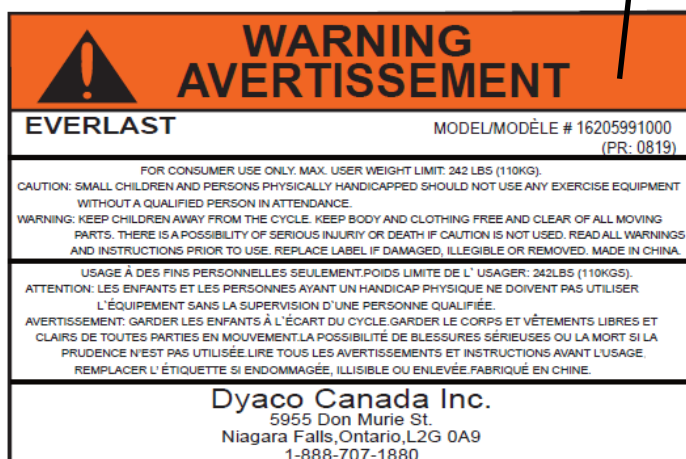 WARNING
AVERTISSEMENT
EVERLAST
MODEL/MODÈLE # 16205991000
(PR: 0819)
FOR CONSUMER USE ONLY. MAX. USER WEIGHT LIMIT: 242 LBS (110KG).
CAUTION: SMALL CHILDREN AND PERSONS PHYSICALLY HANDICAPPED SHOULD NOT USE ANY EXERCISE EQUIPMENT
WITHOUT A QUALIFIED PERSON IN ATTENDANCE.
WARNING: KEEP CHILDREN AWAY FROM THE CYCLE. KEEP BODY AND CLOTHING FREE AND CLEAR OF ALL MOVING
PARTS. THERE IS A POSSIBILITY OF SERIOUS INJURIY OR DEATH IF CAUTION IS NOT USED. READ ALL WARNINGS
AND INSTRUCTIONS PRIOR TO USE. REPLACE LABEL IF DAMAGED, ILLEGIBLE OR REMOVED. MADE IN CHINA.
USAGE À DES FINS PERSONNELLES SEULEMENT.POIDS LIMITE DE L' USAGER: 242LBS (110KGS).
ATTENTION: LES ENFANTS ET LES PERSONNES AYANT UN HANDICAP PHYSIQUE NE DOIVENT PAS UTILISER
L'ÉQUIPEMENT SANS LA SUPERVISION D'UNE PERSONNE QUALIFIÉE.
AVERTISSEMENT: GARDER LES ENFANTS À L'ÉCART DU CYCLE.GARDER LE CORPS ET VÊTEMENTS LIBRES ET
CLAIRS DE TOUTES PARTIES EN MOUVEMENT.LA POSSIBILITÉ DE BLESSURES SÉRIEUSES OU LA MORT SI LA
PRUDENCE N'EST PAS UTILISÉE.LIRE TOUS LES AVERTISSEMENTS ET INSTRUCTIONS AVANT L'USAGE.
REMPLACER L' ÉTIQUETTE SI ENDOMMAGÉE, ILLISIBLE OU ENLEVÉE.FABRIQUÉ EN CHINE.
Dyaco Canada Inc.
5955 Don Murie St.
Niagara Falls,Ontario,L2G 0A9
1-888-707-1880